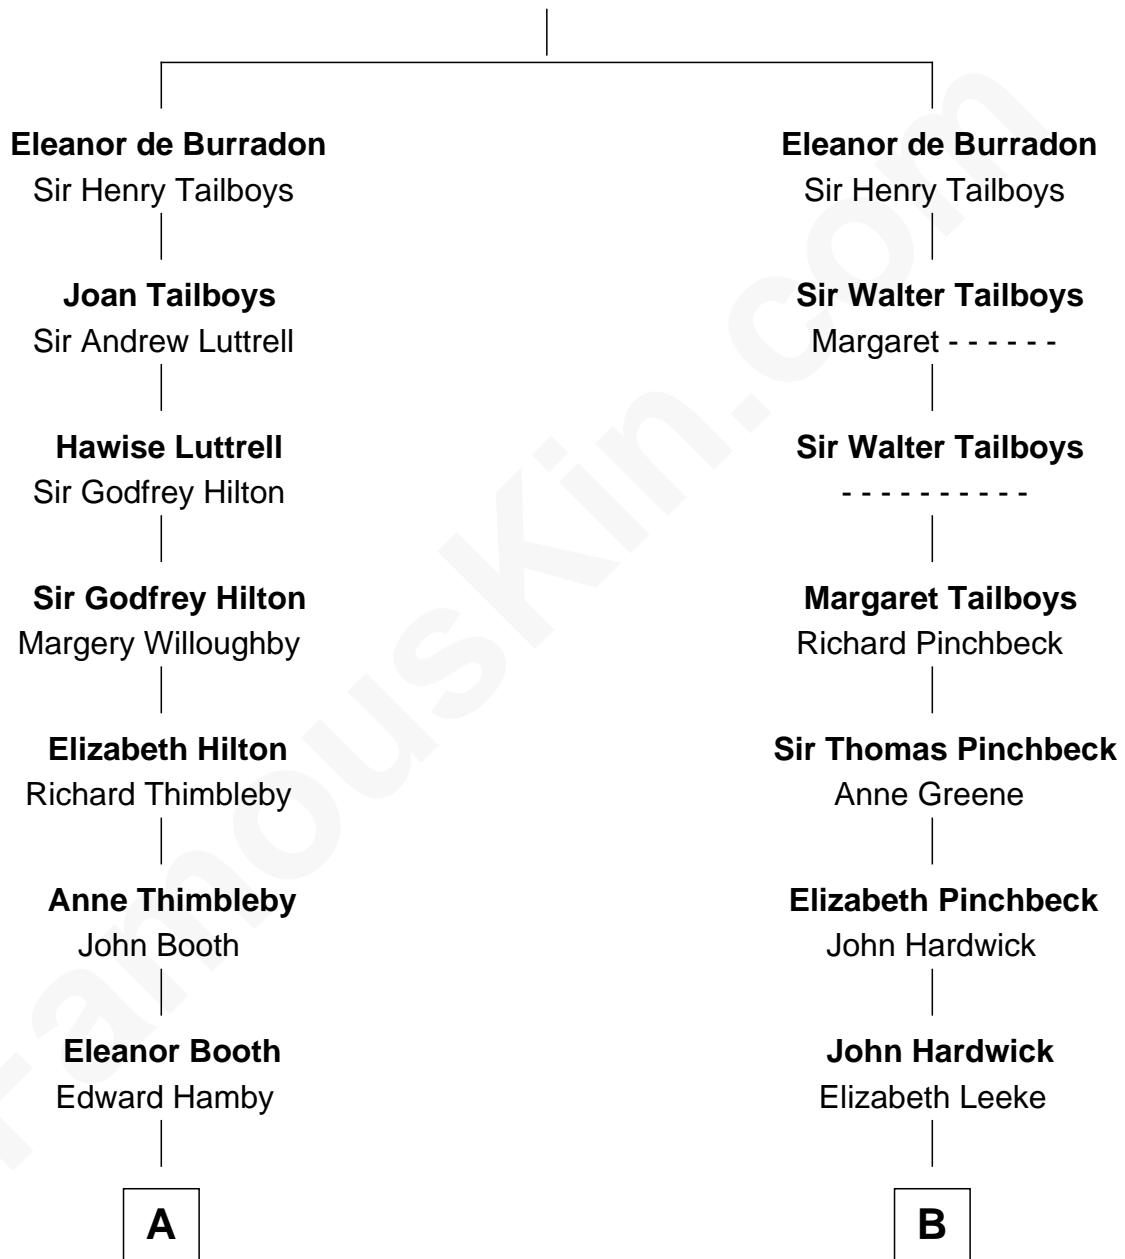 Eleanor de Burradon
Sir Henry Tailboys
Joan Tailboys
Sir Andrew Luttrell
Hawise Luttrell
Sir Godfrey Hilton
Sir Godfrey Hilton
Margery Willoughby
Elizabeth Hilton
Richard Thimbleby
Anne Thimbleby
John Booth
Eleanor Booth
Edward Hamby
A
Eleanor de Burradon
Sir Henry Tailboys
Sir Walter Tailboys
Margaret - - - - - -
Sir Walter Tailboys
- - - - - - - - - -
Margaret Tailboys
Richard Pinchbeck
Sir Thomas Pinchbeck
Anne Greene
Elizabeth Pinchbeck
John Hardwick
John Hardwick
Elizabeth Leeke
B
FamousKin.com